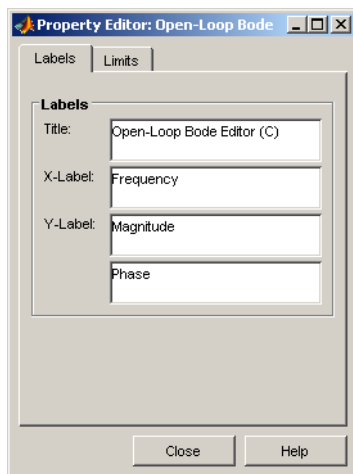 Property Editor: Open-Loop Bode
Labels Limits
Labels
Title: Open-Loop Bode Editor (C)
X-Label: Frequency
Y-Label: Magnitude
Phase
Close Help